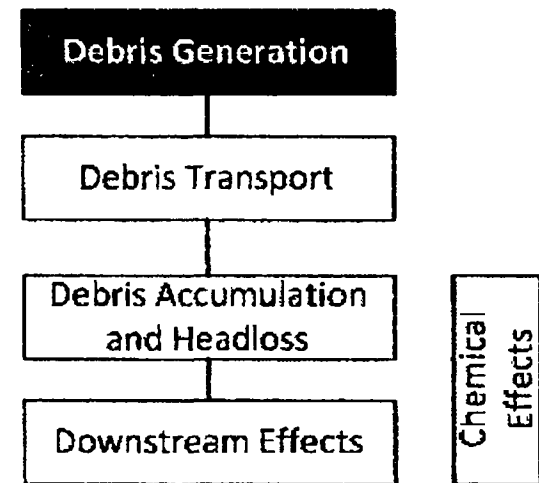 Debris Generation
Debris Transport
Debris Accumulation
and Headloss
Downstream Effects
Chemical
Effects